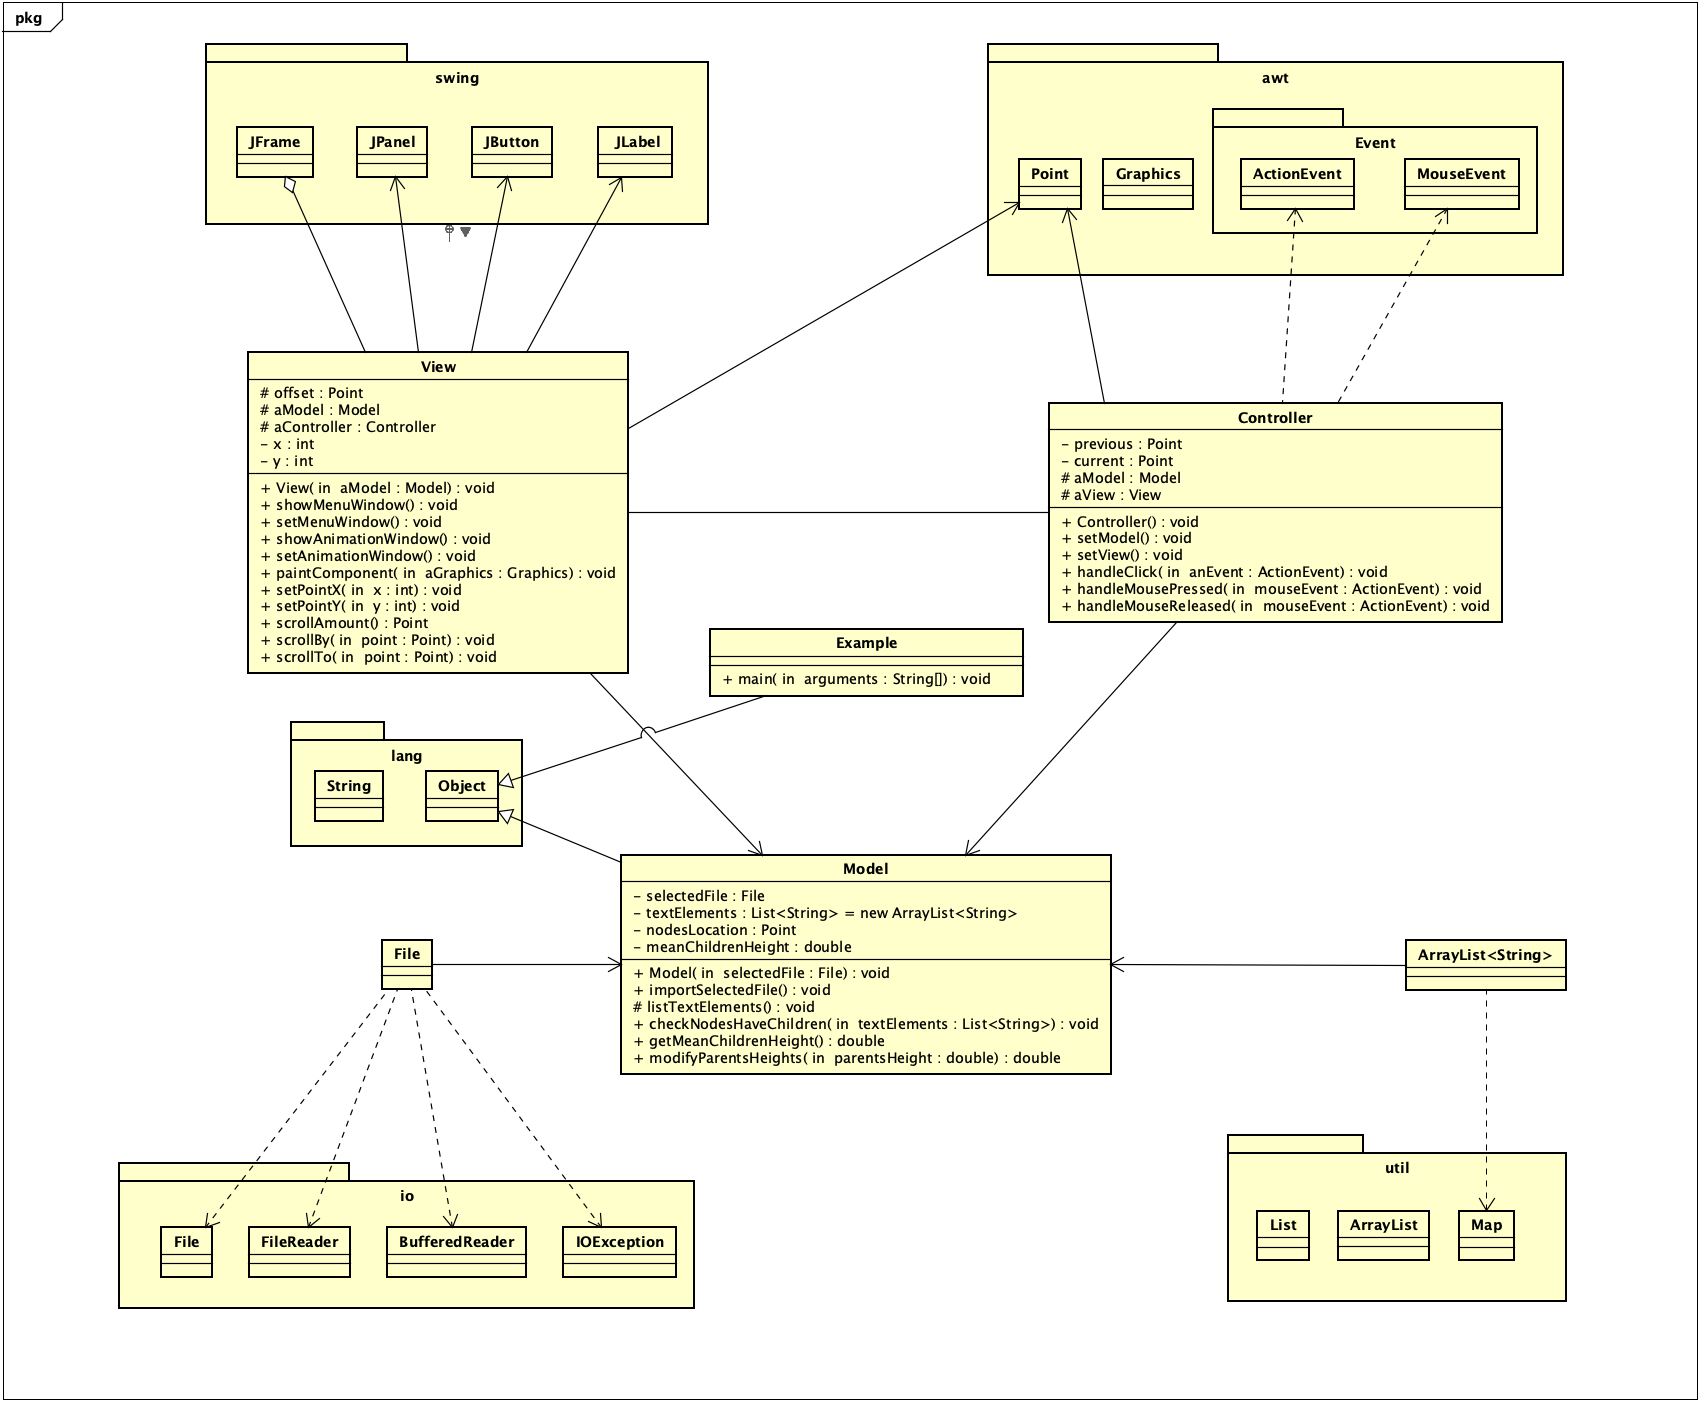 pkg
swing
JFrame
JPanel
JButton
JLabel
awt
Point
Graphics
Event
ActionEvent
MouseEvent
View
# offset : Point
# aModel : Model
# aController : Controller
- x : int
- y : int
+ View( in aModel : Model) : void
+ showMenuWindow() : void
+ setMenuWindow() : void
+ showAnimationWindow() : void
+ setAnimationWindow() : void
+ paintComponent( in aGraphics : Graphics) : void
+ setPointX( in x : int) : void
+ setPointY( in y : int) : void
+ scrollAmount() : Point
+ scrollBy( in point : Point) : void
+ scrollTo( in point : Point) : void
Controller
- previous : Point
- current : Point
# aModel : Model
# aView : View
+ Controller() : void
+ setModel() : void
+ setView() : void
+ handleClick( in anEvent : ActionEvent) : void
+ handleMousePressed( in mouseEvent : ActionEvent) : void
+ handleMouseReleased( in mouseEvent : ActionEvent) : void
Example
+ main( in arguments : String[]) : void
lang
String
Object
Model
- selectedFile : File
- textElements : List<String> = new ArrayList<String>
- nodesLocation : Point
- meanChildrenHeight : double
+ Model( in selectedFile : File) : void
+ importSelectedFile() : void
# listTextElements() : void
+ checkNodesHaveChildren( in textElements : List<String>) : void
+ getMeanChildrenHeight() : double
+ modifyParentsHeights( in parentsHeight : double) : double
File
ArrayList<String>
io
File
FileReader
BufferedReader
IOException
util
List
ArrayList
Map